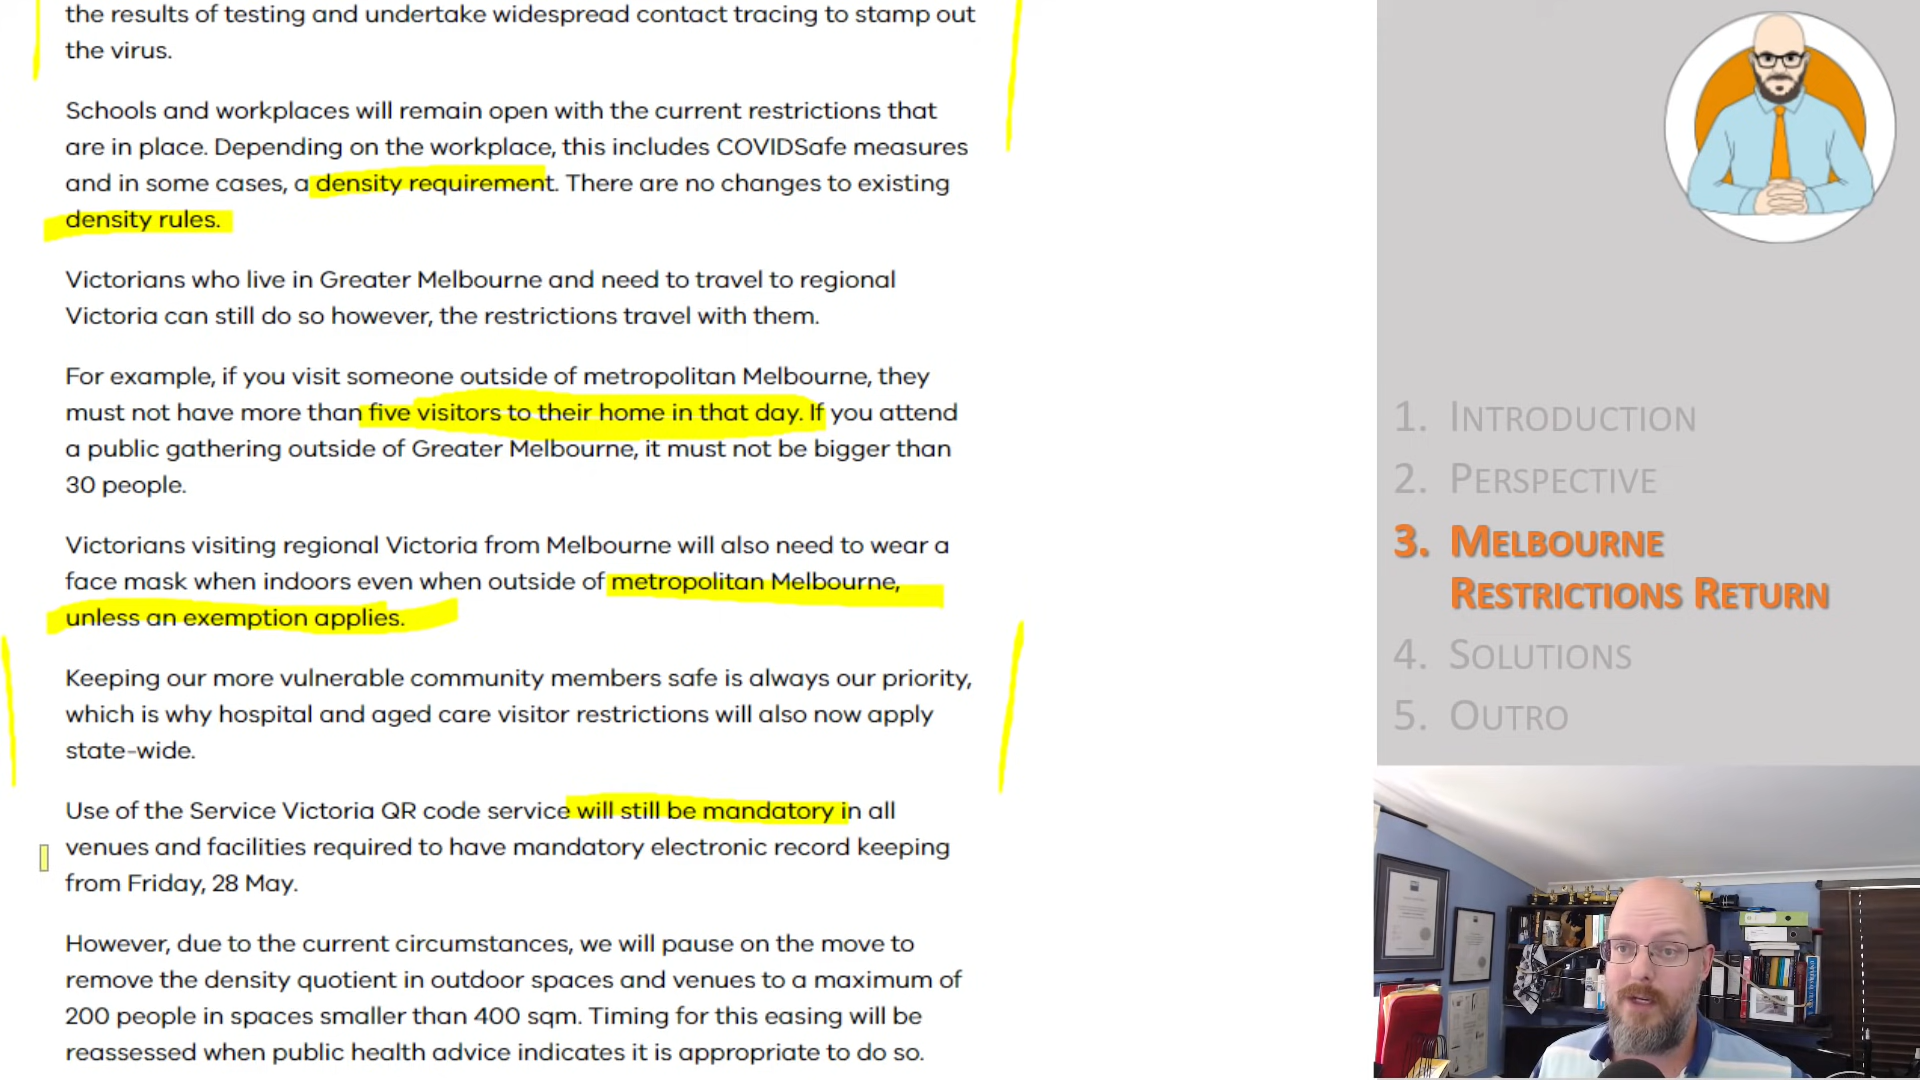 the results of testing and undertake widespread contact tracing to stamp out
the virus.
Schools and workplaces will remain open with the current restrictions that
are in place. Depending on the workplace, this includes COVIDSafe measures
and in some cases, a density requirement. There are no changes to existing
density rules.
Victorians who live in Greater Melbourne and need to travel to regional
Victoria can still do so however, the restrictions travel with them.
For example, if you visit someone outside of metropolitan Melbourne, they
must not have more than five visitors to their home in that day. If you attend
a public gathering outside of Greater Melbourne, it must not be bigger than
30 people.
Victorians visiting regional Victoria from Melbourne will also need to wear a
face mask when indoors even when outside of metropolitan Melbourne,
unless an exemption applies.
Keeping our more vulnerable community members safe is always our priority,
which is why hospital and aged care visitor restrictions will also now apply
state-wide.
Use of the Service Victoria QR code service will still be mandatory in all
venues and facilities required to have mandatory electronic record keeping
from Friday, 28 May.
However, due to the current circumstances, we will pause on the move to
remove the density quotient in outdoor spaces and venues to a maximum of
200 people in spaces smaller than 400 sqm. Timing for this easing will be
reassessed when public health advice indicates it is appropriate to do so.
1. INTRODUCTION
2. PERSPECTIVE
3. MELBOURNE
RESTRICTIONS RETURN
4. SOLUTIONS
5. OUTRO